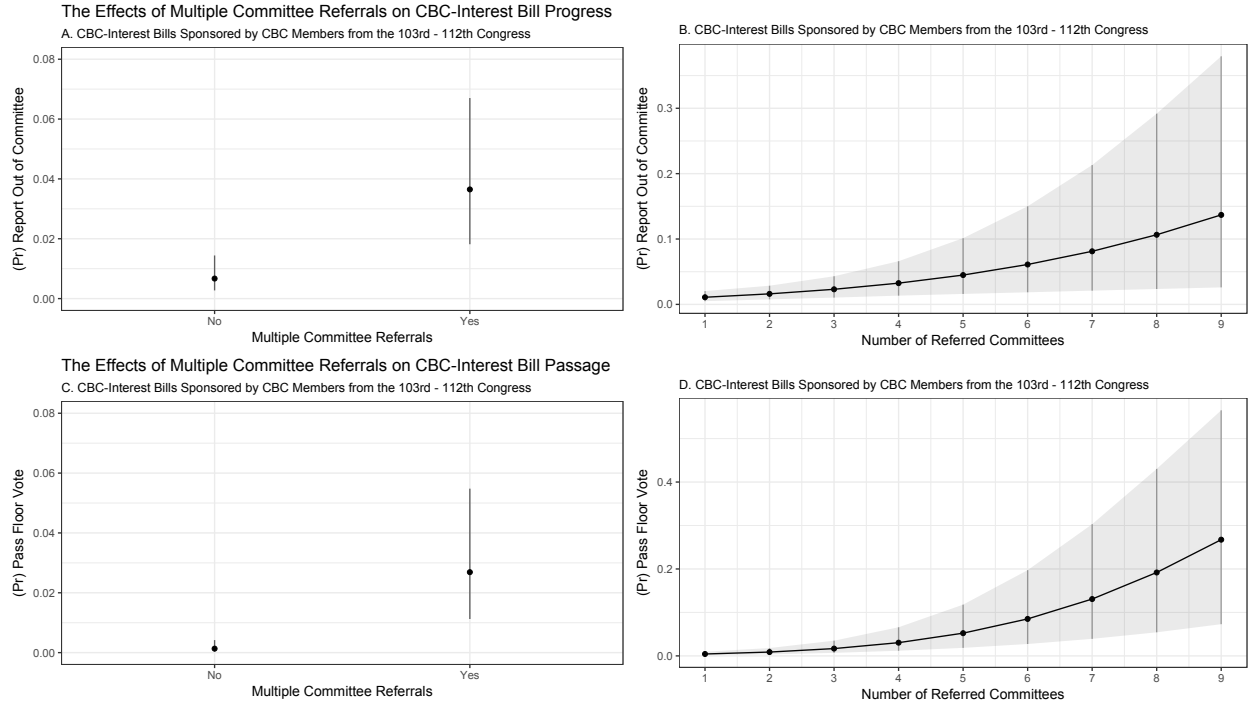 The Effects of Multiple Committee Referrals on CBC-Interest Bill Progress
A. CBC-Interest Bills Sponsored by CBC Members from the 103rd - 112th Congress
(Pr) Report Out of Committee
0.08
0.06
0.04
0.02
0.00
No Yes
Multiple Committee Referrals
B. CBC-Interest Bills Sponsored by CBC Members from the 103rd - 112th Congress
(Pr) Report Out of Committee
0.3
0.2
0.1
0.0
1 2 3 4 5 6 7 8 9
Number of Referred Committees
The Effects of Multiple Committee Referrals on CBC-Interest Bill Passage
C. CBC-Interest Bills Sponsored by CBC Members from the 103rd - 112th Congress
(Pr) Pass Floor Vote
0.08
0.06
0.04
0.02
0.00
No Yes
Multiple Committee Referrals
D. CBC-Interest Bills Sponsored by CBC Members from the 103rd - 112th Congress
(Pr) Pass Floor Vote
0.4
0.2
0.0
1 2 3 4 5 6 7 8 9
Number of Referred Committees